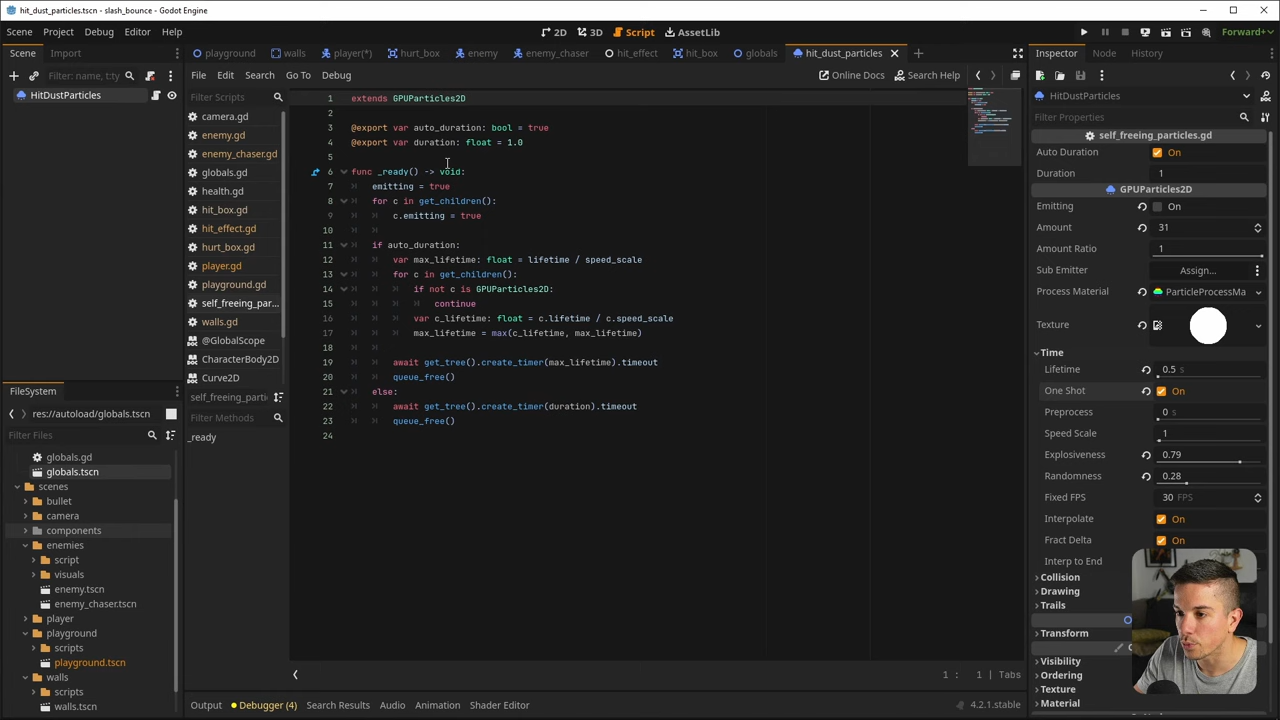 hit_dust_particles.tscn - slash_bounce - Godot Engine
Scene Project Debug Editor Help
2D 3D Script AssetLib
Forward+
Scene Import
playground walls player(*) hurt_box enemy enemy_chaser hit_effect hit_box globals hit_dust_particles
Inspector Node History
Filter: name, t:ty
File Edit Search Go To Debug
Online Docs Search Help
HitDustParticles
Filter Scripts
camera.gd
enemy.gd
enemy_chaser.gd
globals.gd
health.gd
hit_box.gd
hit_effect.gd
hurt_box.gd
player.gd
playground.gd
self_freeing_par...
walls.gd
@GlobalScope
CharacterBody2D
Curve2D
self_freeing_parti
Filter Methods
_ready
1 extends GPUParticles2D
2
3 @export var auto_duration: bool = true
4 @export var duration: float = 1.0
5
6 func _ready() -> void:
7 emitting = true
8 for c in get_children():
9 c.emitting = true
10
11 if auto_duration:
12 var max_lifetime: float = lifetime / speed_scale
13 for c in get_children():
14 if not c is GPUParticles2D:
15 continue
16 var c_lifetime: float = c.lifetime / c.speed_scale
17 max_lifetime = max(c_lifetime, max_lifetime)
18
19 await get_tree().create_timer(max_lifetime).timeout
20 queue_free()
21 else:
22 await get_tree().create_timer(duration).timeout
23 queue_free()
24
1 : 1 | Tabs
FileSystem
res://autoload/globals.tscn
Filter Files
globals.gd
globals.tscn
scenes
bullet
camera
components
enemies
script
visuals
enemy.tscn
enemy_chaser.tscn
player
playground
scripts
playground.tscn
walls
scripts
walls.tscn
Output Debugger (4) Search Results Audio Animation Shader Editor
4.2.1.stable
HitDustParticles
Filter Properties
self_freeing_particles.gd
Auto Duration On
Duration 1
GPUParticles2D
Emitting On
Amount 31
Amount Ratio 1
Sub Emitter Assign...
Process Material ParticleProcessMa
Texture
Time
Lifetime 0.5 s
One Shot On
Preprocess 0 s
Speed Scale 1
Explosiveness 0.79
Randomness 0.28
Fixed FPS 30 FPS
Interpolate On
Fract Delta On
Interp to End
Collision
Drawing
Trails
Transform
Visibility
Ordering
Texture
Material